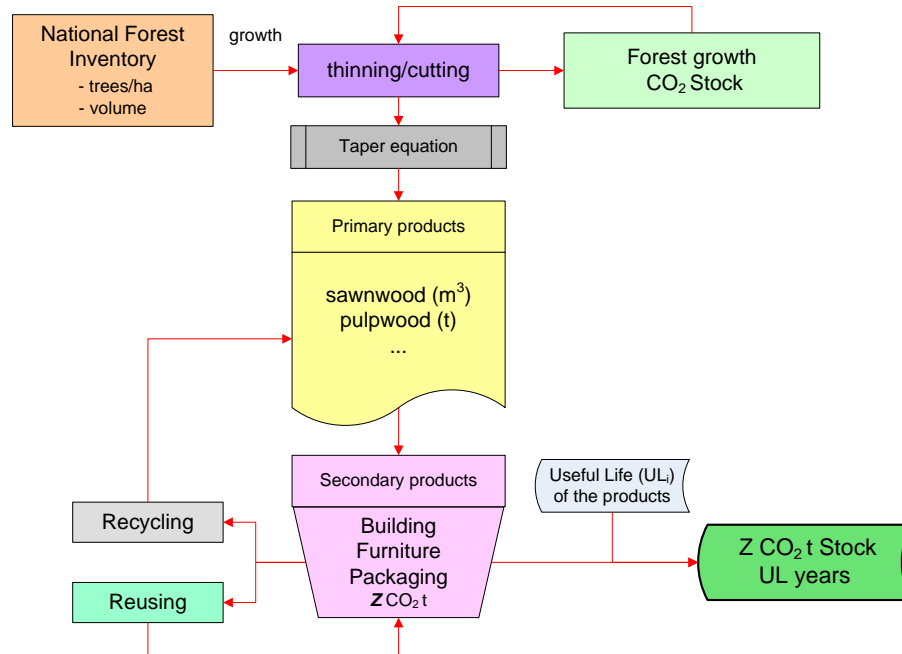 National Forest
Inventory
- trees/ha
- volume
growth
thinning/cutting
Forest growth
CO₂ Stock
Taper equation
Primary products
sawnwood (m³)
pulpwood (t)
...
Secondary products
Building
Furniture
Packaging
Z CO₂ t
Useful Life (ULᵢ)
of the products
Z CO₂ t Stock
UL years
Recycling
Reusing